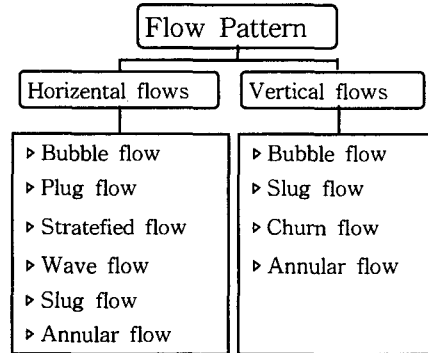 Flow Pattern
Horizental flows
Vertical flows
▷ Bubble flow
▷ Plug flow
▷ Stratefied flow
▷ Wave flow
▷ Slug flow
▷ Annular flow
▷ Bubble flow
▷ Slug flow
▷ Churn flow
▷ Annular flow